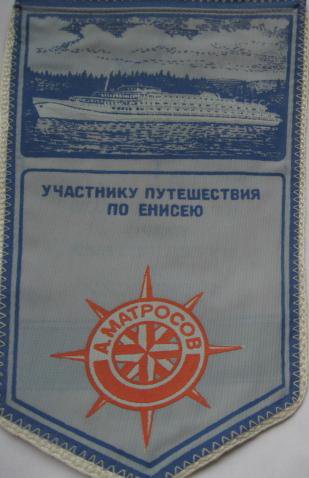 УЧАСТНИКУ ПУТЕШЕСТВИЯ
ПО ЕНИСЕЮ
А.МАТРОСОВ